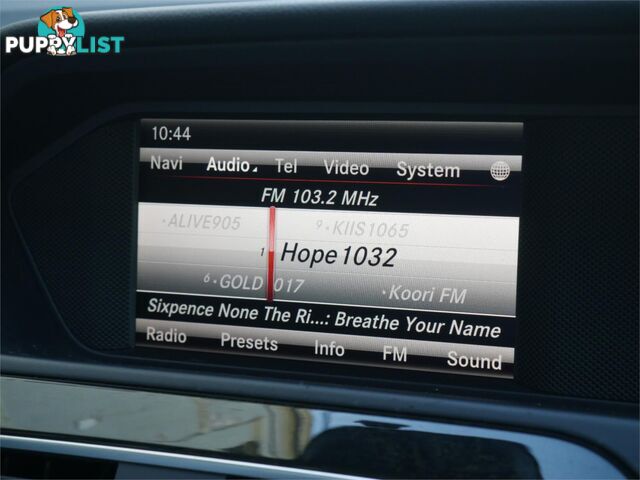 PUPPYLIST
10:44
Navi Audio Tel Video System
FM 103.2 MHz
·ALIVE905 9·KIIS1065
1 Hope1032
6·GOLD 017 ·Koori FM
Sixpence None The Ri...: Breathe Your Name
Radio Presets Info FM Sound